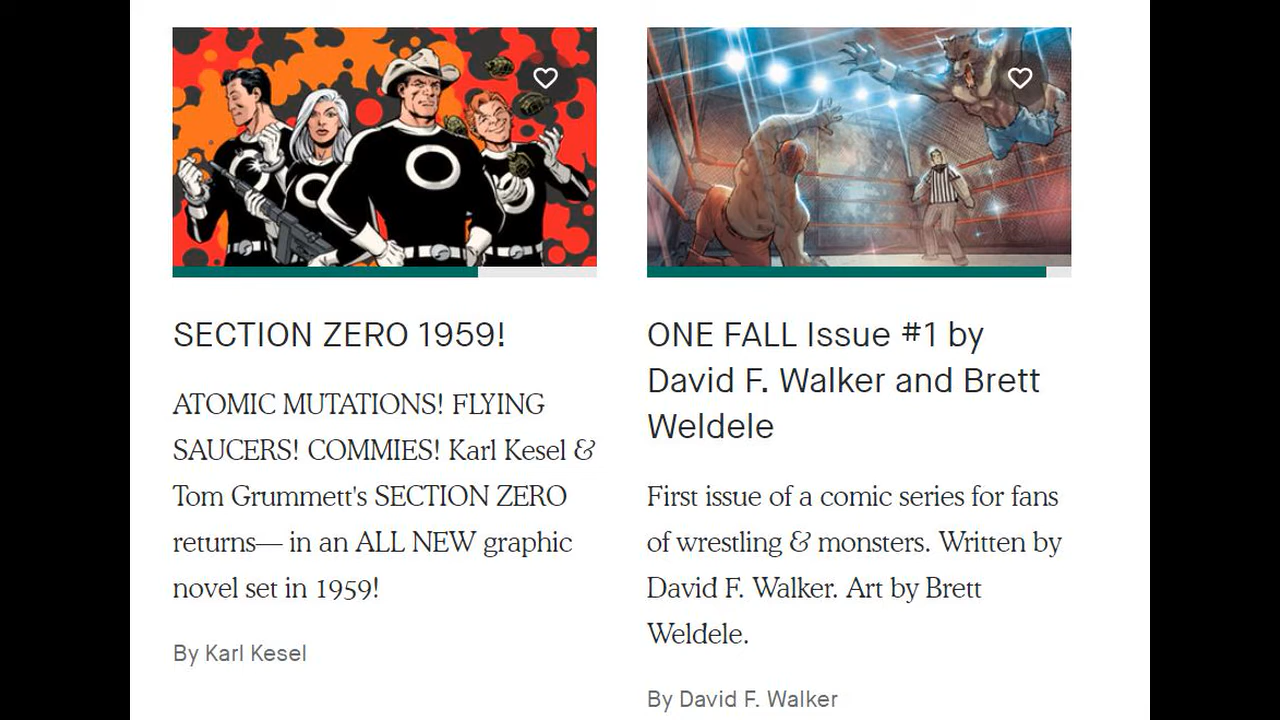 SECTION ZERO 1959!
ATOMIC MUTATIONS! FLYING
SAUCERS! COMMIES! Karl Kesel &
Tom Grummett's SECTION ZERO
returns— in an ALL NEW graphic
novel set in 1959!
By Karl Kesel
ONE FALL Issue #1 by
David F. Walker and Brett
Weldele
First issue of a comic series for fans
of wrestling & monsters. Written by
David F. Walker. Art by Brett
Weldele.
By David F. Walker